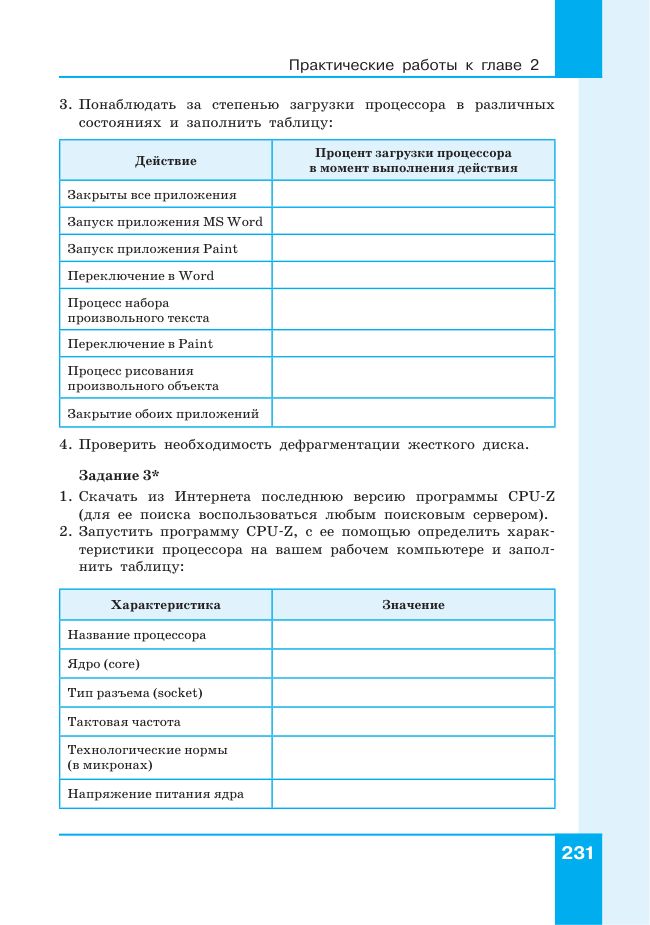 Практические работы к главе 2
3. Понаблюдать за степенью загрузки процессора в различных
состояниях и заполнить таблицу:
Действие
Процент загрузки процессора
в момент выполнения действия
Закрыты все приложения
Запуск приложения MS Word
Запуск приложения Paint
Переключение в Word
Процесс набора
произвольного текста
Переключение в Paint
Процесс рисования
произвольного объекта
Закрытие обоих приложений
4. Проверить необходимость дефрагментации жесткого диска.
Задание 3*
1. Скачать из Интернета последнюю версию программы CPU-Z
(для ее поиска воспользоваться любым поисковым сервером).
2. Запустить программу CPU-Z, с ее помощью определить харак-
теристики процессора на вашем рабочем компьютере и запол-
нить таблицу:
Характеристика
Значение
Название процессора
Ядро (core)
Тип разъема (socket)
Тактовая частота
Технологические нормы
(в микронах)
Напряжение питания ядра
231